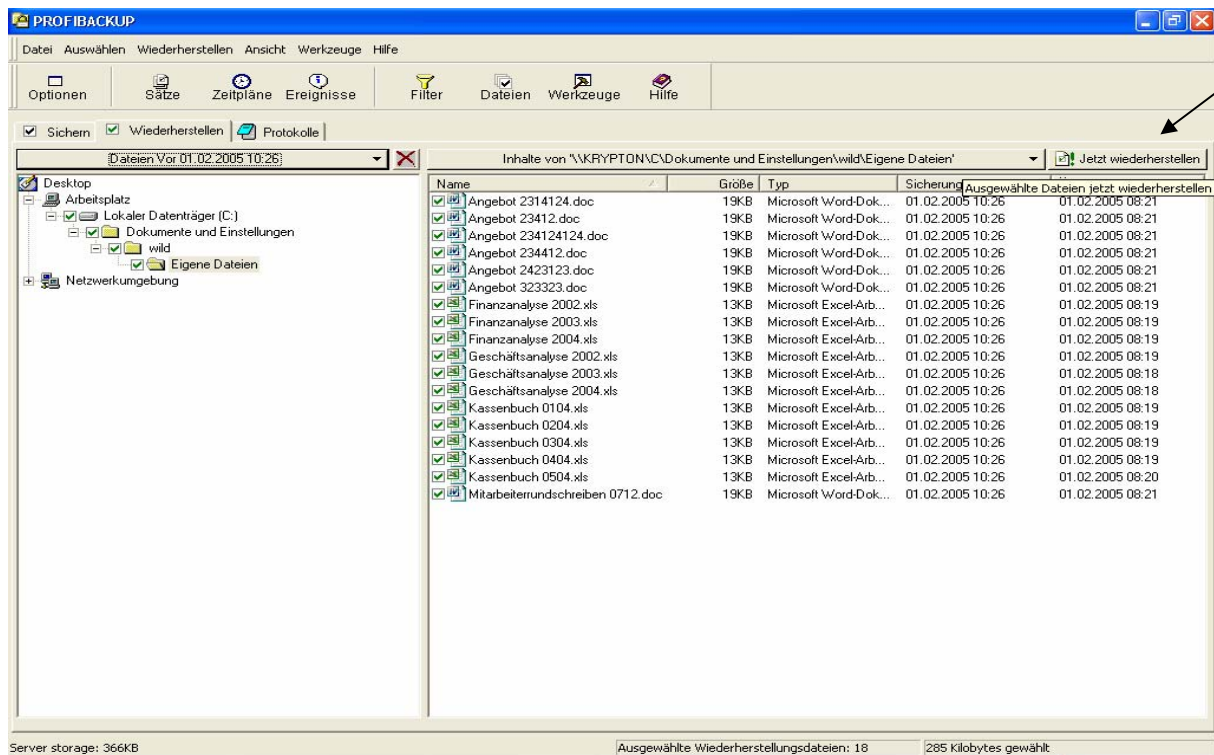 PROFIBACKUP
Datei Auswählen Wiederherstellen Ansicht Werkzeuge Hilfe
Optionen Sätze Zeitpläne Ereignisse Filter Dateien Werkzeuge Hilfe
Sichern Wiederherstellen Protokolle
Dateien Vor 01.02.2005 10:26
Inhalte von '\\KRYPTON\C\Dokumente und Einstellungen\wild\Eigene Dateien' Jetzt wiederherstellen
Desktop
Arbeitsplatz
Lokaler Datenträger (C:)
Dokumente und Einstellungen
wild
Eigene Dateien
Netzwerkumgebung
Name Größe Typ Sicherung
Ausgewählte Dateien jetzt wiederherstellen
Angebot 2314124.doc 19KB Microsoft Word-Dok... 01.02.2005 10:26 01.02.2005 08:21
Angebot 23412.doc 19KB Microsoft Word-Dok... 01.02.2005 10:26 01.02.2005 08:21
Angebot 234124124.doc 19KB Microsoft Word-Dok... 01.02.2005 10:26 01.02.2005 08:21
Angebot 234412.doc 19KB Microsoft Word-Dok... 01.02.2005 10:26 01.02.2005 08:21
Angebot 2423123.doc 19KB Microsoft Word-Dok... 01.02.2005 10:26 01.02.2005 08:21
Angebot 323323.doc 19KB Microsoft Word-Dok... 01.02.2005 10:26 01.02.2005 08:21
Finanzanalyse 2002.xls 13KB Microsoft Excel-Arb... 01.02.2005 10:26 01.02.2005 08:19
Finanzanalyse 2003.xls 13KB Microsoft Excel-Arb... 01.02.2005 10:26 01.02.2005 08:19
Finanzanalyse 2004.xls 13KB Microsoft Excel-Arb... 01.02.2005 10:26 01.02.2005 08:19
Geschäftsanalyse 2002.xls 13KB Microsoft Excel-Arb... 01.02.2005 10:26 01.02.2005 08:19
Geschäftsanalyse 2003.xls 13KB Microsoft Excel-Arb... 01.02.2005 10:26 01.02.2005 08:18
Geschäftsanalyse 2004.xls 13KB Microsoft Excel-Arb... 01.02.2005 10:26 01.02.2005 08:18
Kassenbuch 0104.xls 13KB Microsoft Excel-Arb... 01.02.2005 10:26 01.02.2005 08:19
Kassenbuch 0204.xls 13KB Microsoft Excel-Arb... 01.02.2005 10:26 01.02.2005 08:19
Kassenbuch 0304.xls 13KB Microsoft Excel-Arb... 01.02.2005 10:26 01.02.2005 08:19
Kassenbuch 0404.xls 13KB Microsoft Excel-Arb... 01.02.2005 10:26 01.02.2005 08:19
Kassenbuch 0504.xls 13KB Microsoft Excel-Arb... 01.02.2005 10:26 01.02.2005 08:20
Mitarbeiterrundschreiben 0712.doc 19KB Microsoft Word-Dok... 01.02.2005 10:26 01.02.2005 08:21
Server storage: 366KB Ausgewählte Wiederherstellungsdateien: 18 285 Kilobytes gewählt